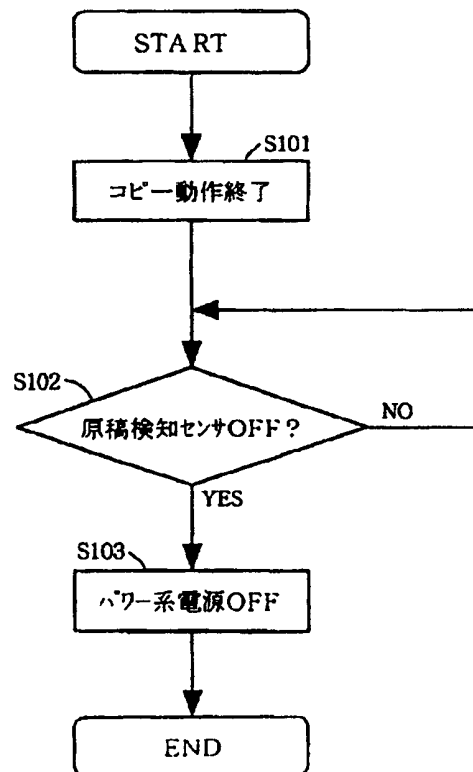 START
S101
コピー動作終了
S102
原稿検知センサOFF?
NO
YES
S103
パワー系電源OFF
END